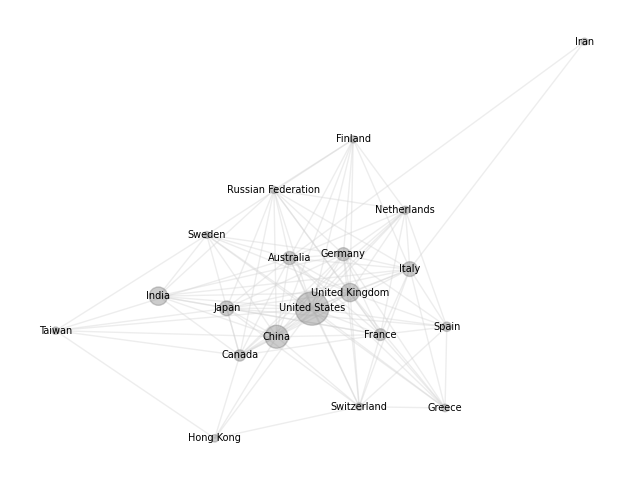 Iran
Finland
Russian Federation
Netherlands
Sweden
Australia
Germany
Italy
India
United Kingdom
Japan
United States
Taiwan
Spain
China
France
Canada
Switzerland
Greece
Hong Kong